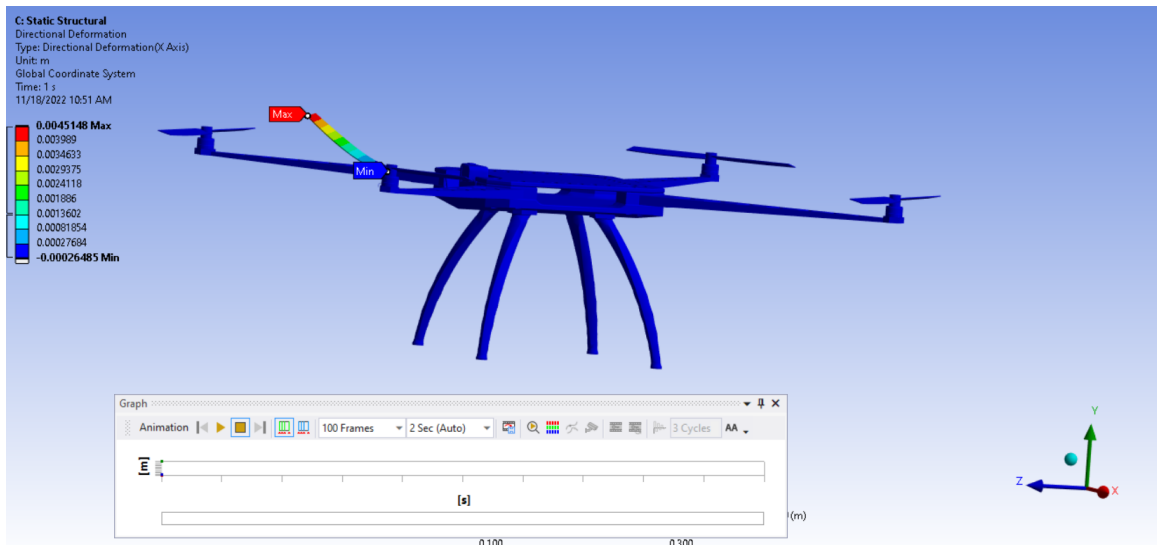 C: Static Structural
Directional Deformation
Type: Directional Deformation(X Axis)
Unit: m
Global Coordinate System
Time: 1 s
11/18/2022 10:51 AM
0.0045148 Max
0.003989
0.0034633
0.0029375
0.0024118
0.001886
0.0013602
0.00081854
0.00027684
-0.00026485 Min
Max
Min
Graph
Animation
100 Frames
2 Sec (Auto)
3 Cycles
AA
[m]
[s]
(m)
0.100
0.300
Y
Z
X